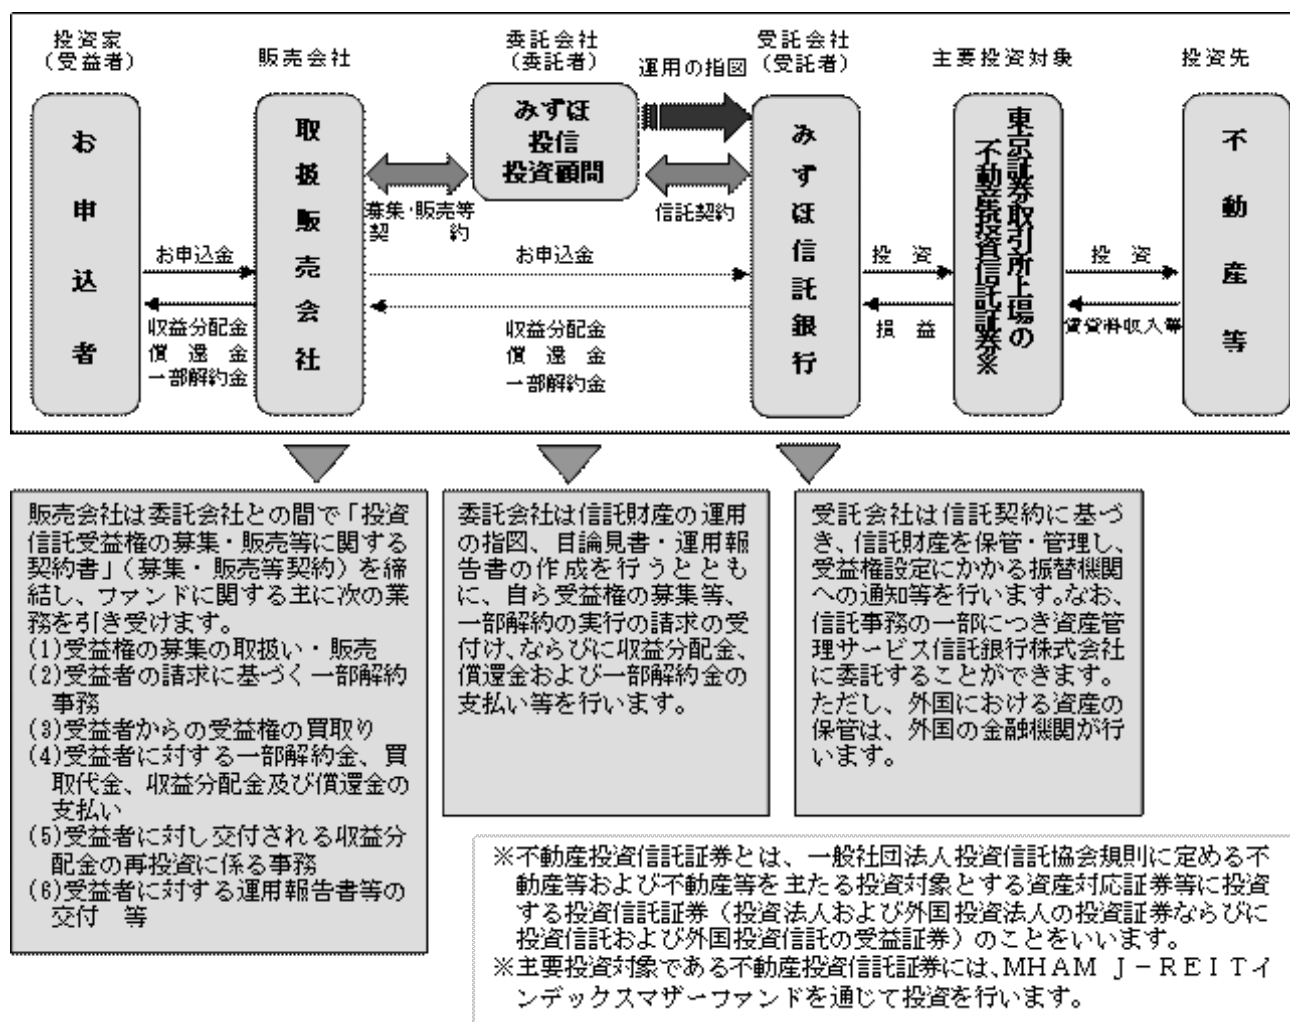 投資家
（受益者）
販売会社
委託会社
（委託者）
運用の指図
受託会社
（受託者）
主要投資対象
投資先
お申込者
取扱販売会社
みずほ
投信
投資顧問
みずほ信託銀行
東京証券取引所上場の
不動産投資信託証券※
不動産等
募集・販売等
契約
信託契約
お申込金
収益分配金
償還金
一部解約金
お申込金
収益分配金
償還金
一部解約金
投資
損益
投資
賃貸料収入等
販売会社は委託会社との間で「投資
信託受益権の募集・販売等に関する
契約書」（募集・販売等契約）を締
結し、ファンドに関する主に次の業
務を引き受けます。
(1)受益権の募集の取扱い・販売
(2)受益者の請求に基づく一部解約
事務
(3)受益者からの受益権の買取り
(4)受益者に対する一部解約金、買
取代金、収益分配金及び償還金の
支払い
(5)受益者に対し交付される収益分
配金の再投資に係る事務
(6)受益者に対する運用報告書等の
交付　等
委託会社は信託財産の運用
の指図、目論見書・運用報
告書の作成を行うととも
に、自ら受益権の募集等、
一部解約の実行の請求の受
付け、ならびに収益分配金、
償還金および一部解約金の
支払い等を行います。
受託会社は信託契約に基づ
き、信託財産を保管・管理し、
受益権設定にかかる振替機関
への通知等を行います。なお、
信託事務の一部につき資産管
理サービス信託銀行株式会社
に委託することができます。
ただし、外国における資産の
保管は、外国の金融機関が行
います。
※不動産投資信託証券とは、一般社団法人投資信託協会規則に定める不
動産等および不動産等を主たる投資対象とする資産対応証券等に投資
する投資信託証券（投資法人および外国投資法人の投資証券ならびに
投資信託および外国投資信託の受益証券）のことをいいます。
※主要投資対象である不動産投資信託証券には、ＭＨＡＭ　Ｊ－ＲＥＩＴイ
ンデックスマザーファンドを通じて投資を行います。